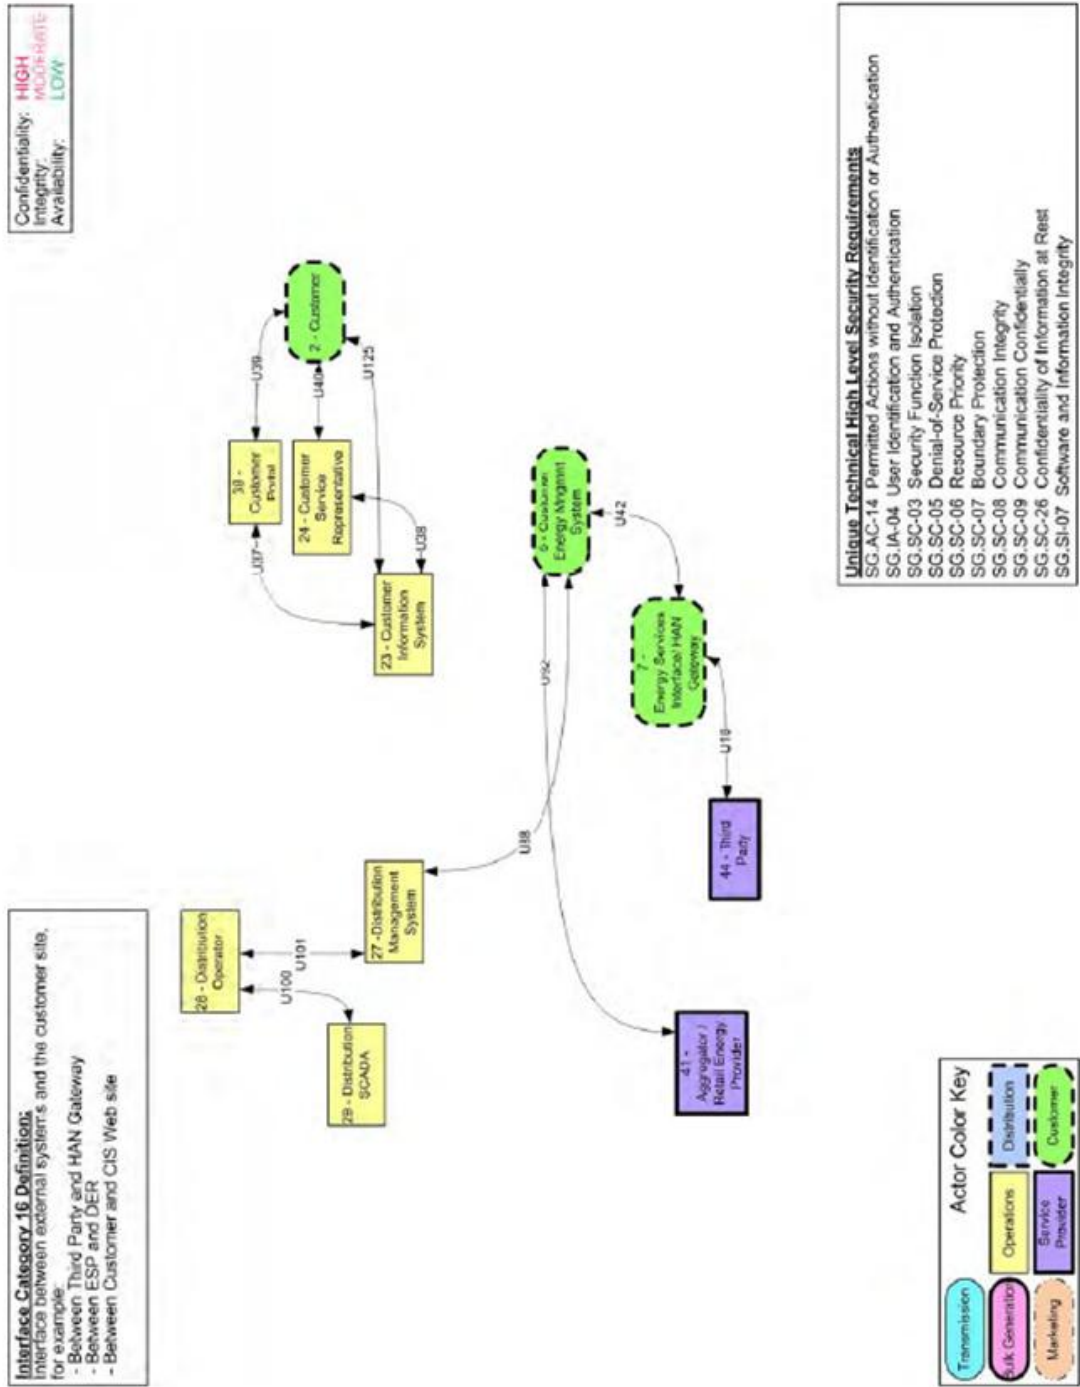 Interface Category 16 Definition:
Interface between external systems and the customer site,
for example:
- Between Third Party and HAN Gateway
- Between ESP and DER
- Between Customer and CIS Web site
Confidentiality: HIGH
Integrity: MODERATE
Availability: LOW
28 - Distribution
Operator
U100
U101
29 - Distribution
SCADA
27 -Distribution
Management
System
U88
U37
U39
Customer
Portal
24 - Customer
Service
Representative
U40
2 - Customer
U125
U38
23 - Customer
Information
System
U92
Energy Mngmnt
System
U42
7 -
Energy Services
Interface/ HAN
Gateway
U18
41 -
Aggregator /
Retail Energy
Provider
44 - Third
Party
Actor Color Key
Transmission
Operations
Distribution
Bulk Generation
Marketing
Service
Provider
Customer
Unique Technical High Level Security Requirements
SG.AC-14 Permitted Actions without Identification or Authentication
SG.IA-04 User Identification and Authentication
SG.SC-03 Security Function Isolation
SG.SC-05 Denial-of-Service Protection
SG.SC-06 Resource Priority
SG.SC-07 Boundary Protection
SG.SC-08 Communication Integrity
SG.SC-09 Communication Confidentially
SG.SC-26 Confidentiality of Information at Rest
SG.SI-07 Software and Information Integrity